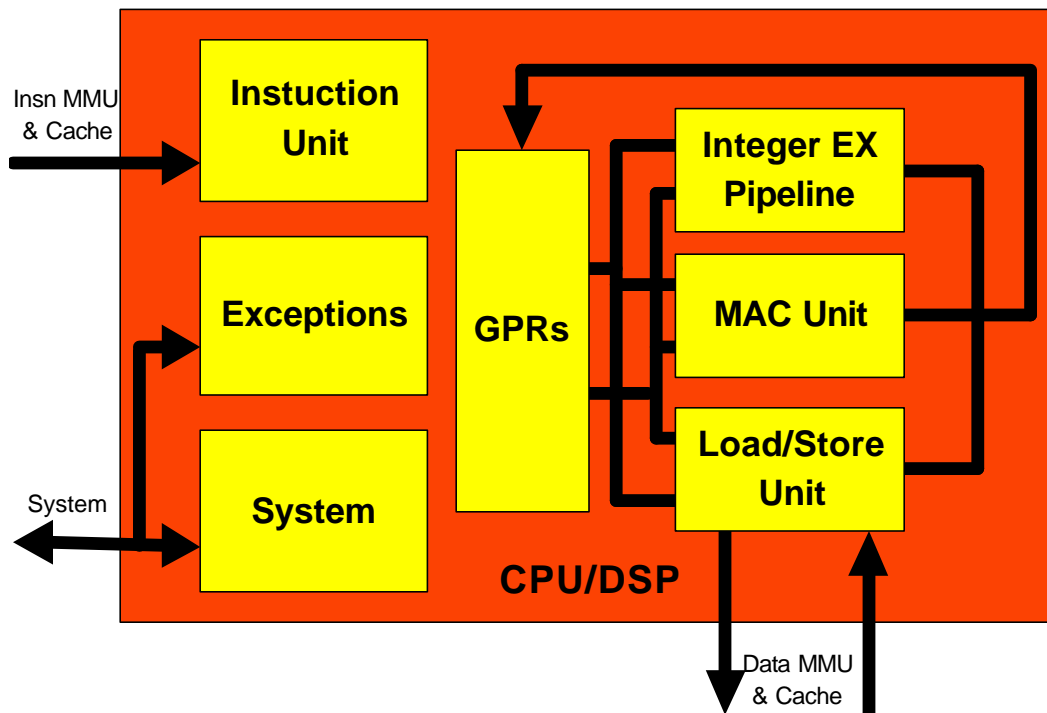 Insn MMU
& Cache
Instuction
Unit
Exceptions
System
System
GPRs
Integer EX
Pipeline
MAC Unit
Load/Store
Unit
CPU/DSP
Data MMU
& Cache